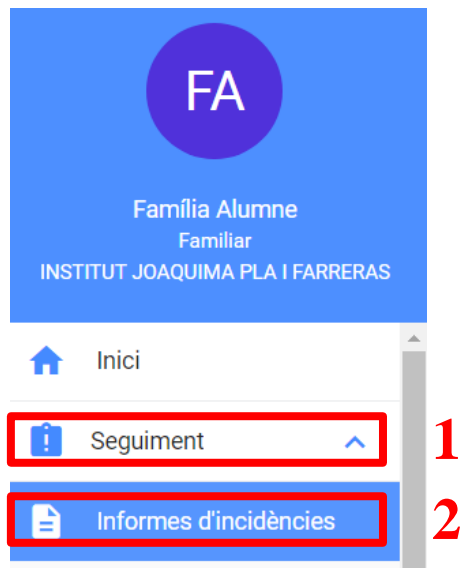 FA
Família Alumne
Familiar
INSTITUT JOAQUIMA PLA I FARRERAS
Inici
Seguiment 1
Informes d'incidències 2